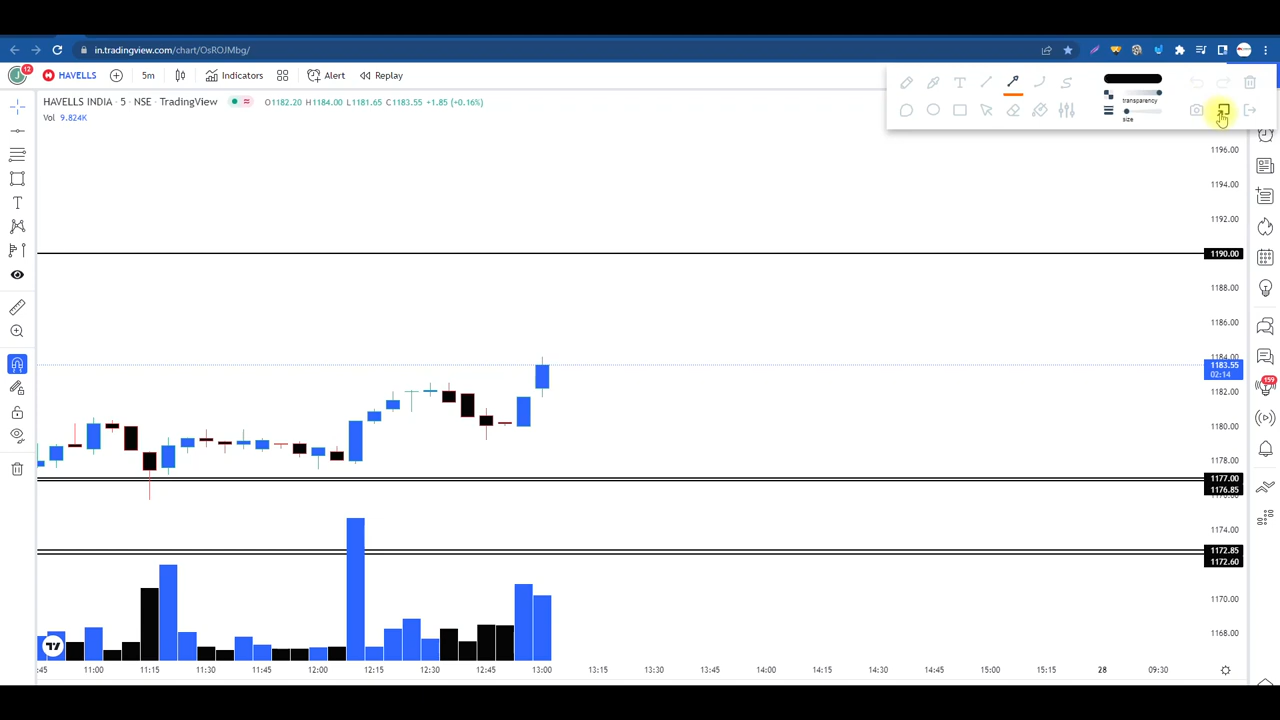 in.tradingview.com/chart/OsROJMbg/
J 12 HAVELLS 5m Indicators Alert Replay
HAVELLS INDIA · 5 · NSE · TradingView O1182.20 H1184.00 L1181.65 C1183.55 +1.85 (+0.16%)
Vol 9.824K
transparency
size
1196.00
1194.00
1192.00
1190.00
1188.00
1186.00
1184.00
1183.55
02:14
1182.00
1180.00
1178.00
1177.00
1176.85
1174.00
1172.85
1172.60
1170.00
1168.00
159
:45 11:00 11:15 11:30 11:45 12:00 12:15 12:30 12:45 13:00 13:15 13:30 13:45 14:00 14:15 14:30 14:45 15:00 15:15 28 09:30